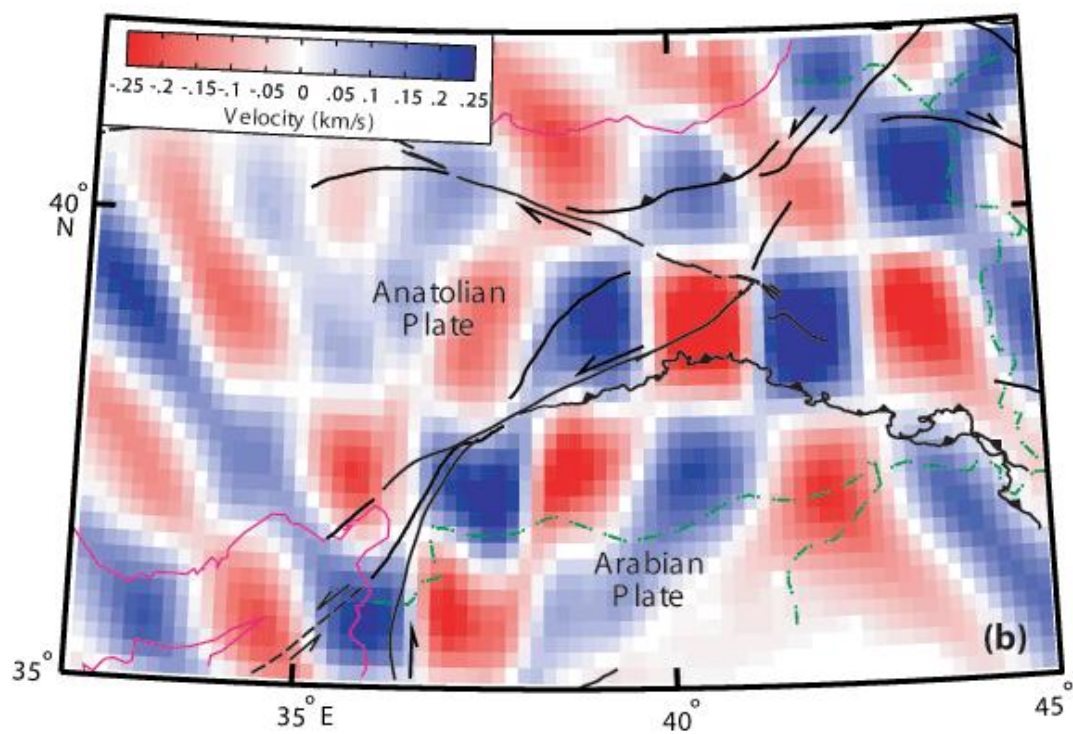 -.25 -.2 -.15 -.1 -.05 0 .05 .1 .15 .2 .25
Velocity (km/s)
40°
N
Anatolian
Plate
Arabian
Plate
(b)
35°
35° E
40°
45°